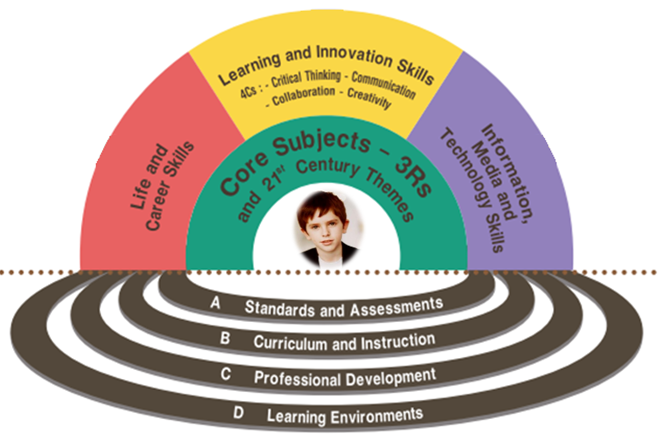 Learning and Innovation Skills
4Cs : - Critical Thinking - Communication
- Collaboration - Creativity
Life and
Career Skills
Core Subjects – 3Rs
and 21st Century Themes
Information,
Media and
Technology Skills
A Standards and Assessments
B Curriculum and Instruction
C Professional Development
D Learning Environments